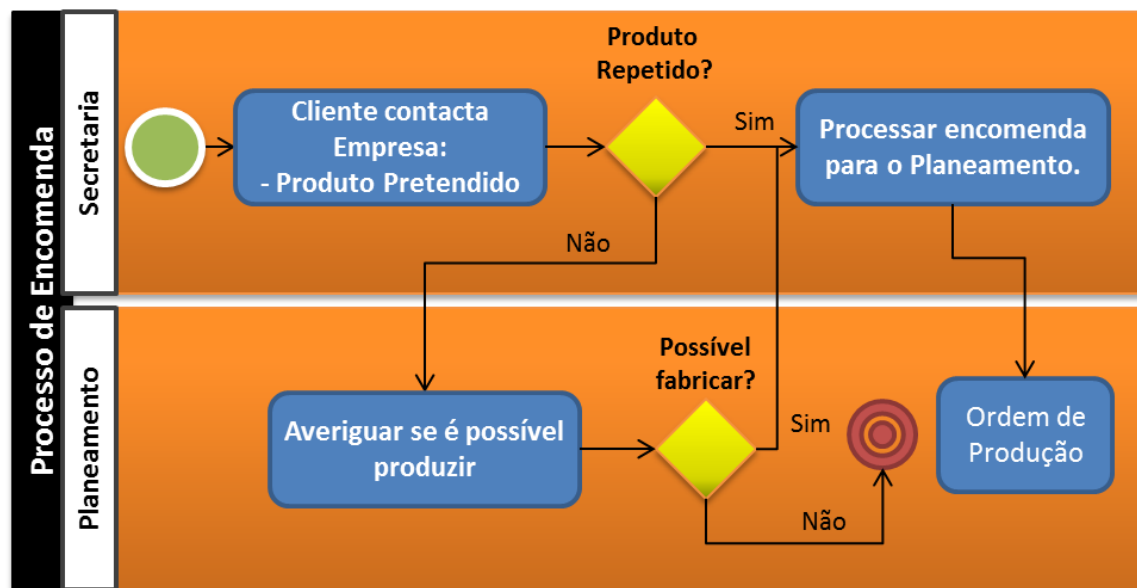 Processo de Encomenda
Secretaria
Cliente contacta
Empresa:
- Produto Pretendido
Produto
Repetido?
Sim
Processar encomenda
para o Planeamento.
Não
Planeamento
Averiguar se é possível
produzir
Possível
fabricar?
Sim
Não
Ordem de
Produção